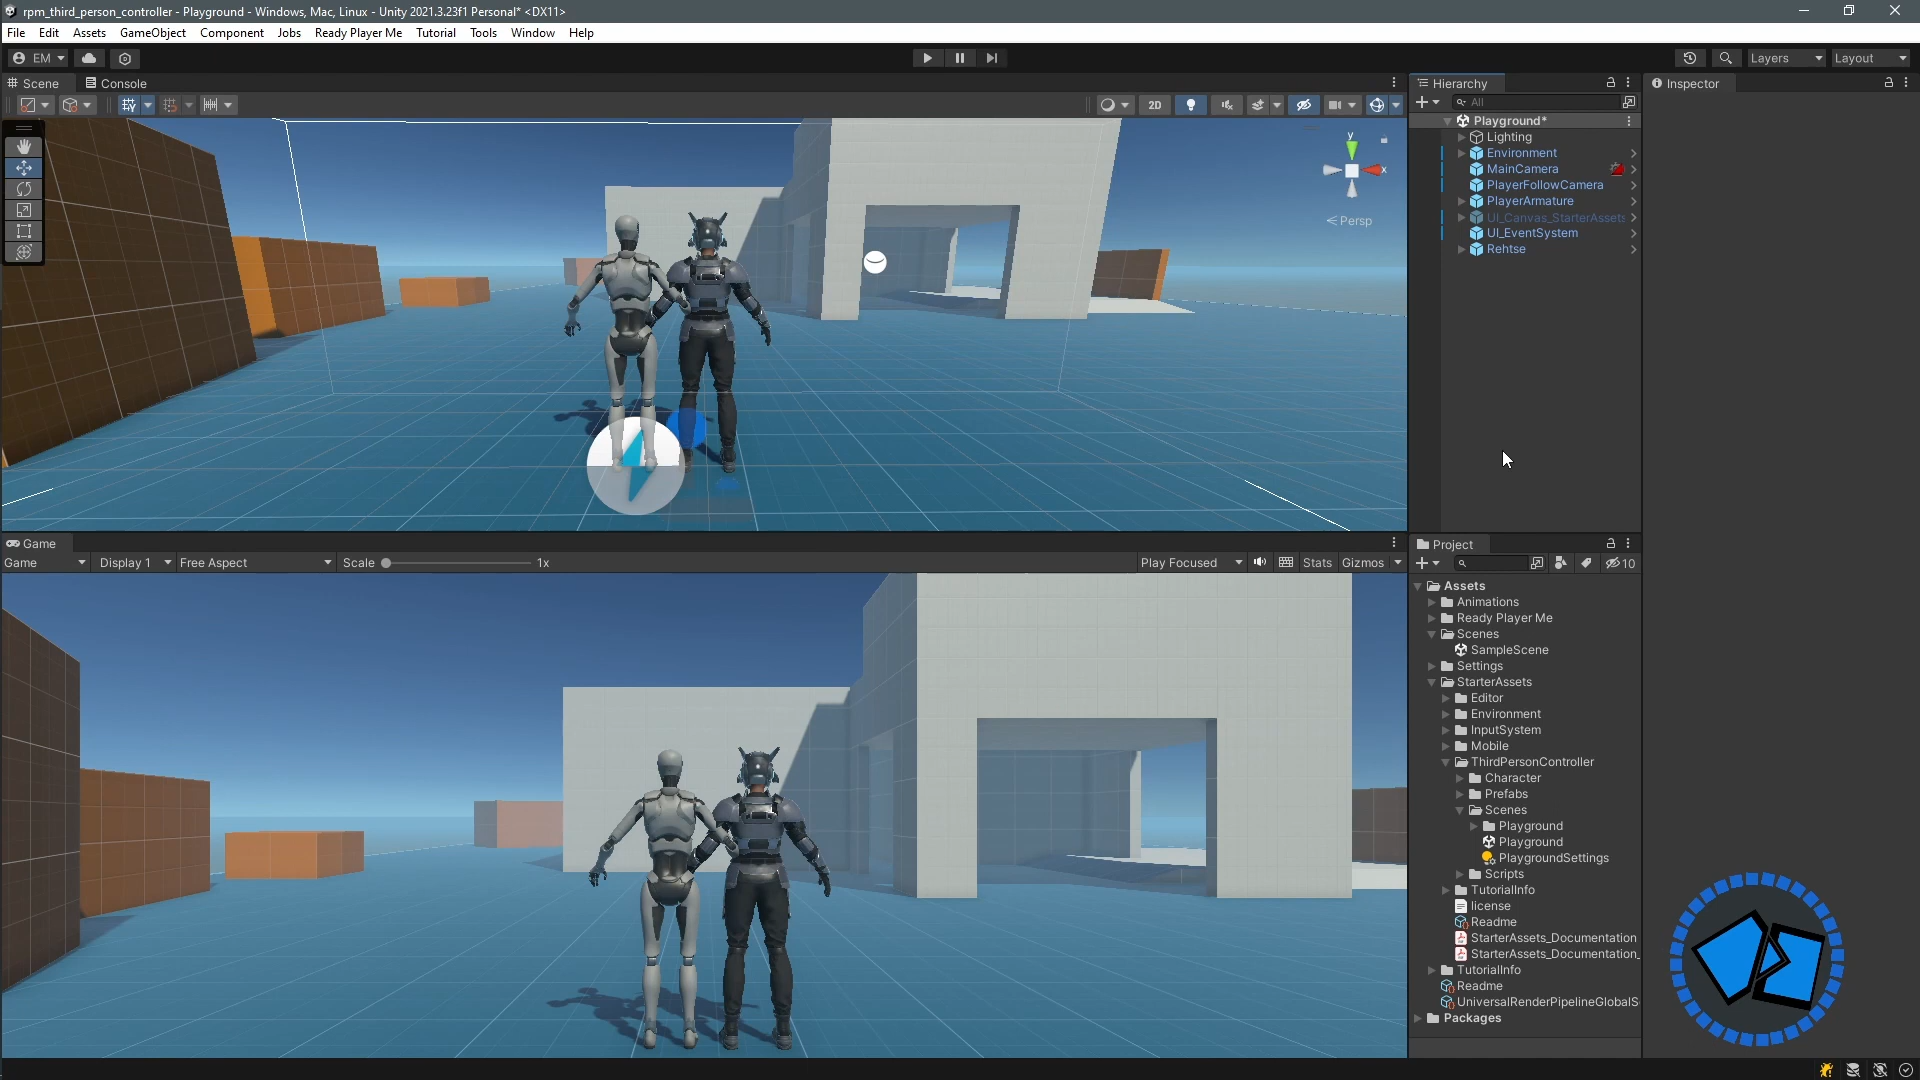 rpm_third_person_controller - Playground - Windows, Mac, Linux - Unity 2021.3.23f1 Personal* <DX11>
File Edit Assets GameObject Component Jobs Ready Player Me Tutorial Tools Window Help
EM
Layers
Layout
Scene
Console
2D
y
x
Persp
Hierarchy
All
Playground*
Lighting
Environment
MainCamera
PlayerFollowCamera
PlayerArmature
UI_Canvas_StarterAssets
UI_EventSystem
Rehtse
Inspector
Game
Game
Display 1
Free Aspect
Scale
1x
Play Focused
Stats
Gizmos
Project
10
Assets
Animations
Ready Player Me
Scenes
SampleScene
Settings
StarterAssets
Editor
Environment
InputSystem
Mobile
ThirdPersonController
Character
Prefabs
Scenes
Playground
Playground
PlaygroundSettings
Scripts
TutorialInfo
license
Readme
StarterAssets_Documentation
StarterAssets_Documentation_
TutorialInfo
Readme
UniversalRenderPipelineGlobalS
Packages